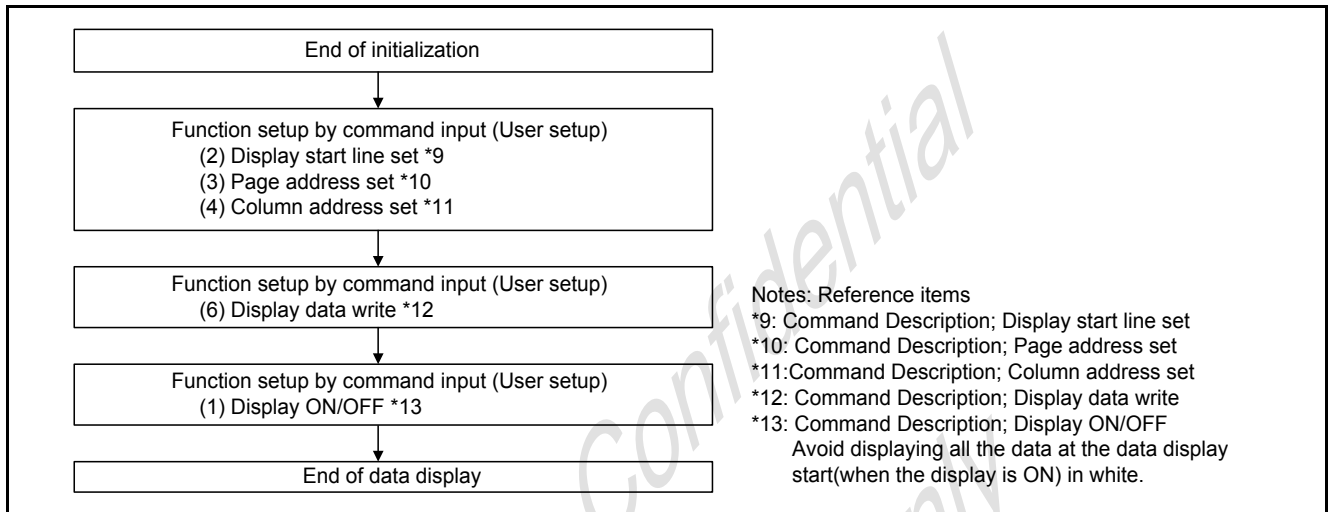 End of initialization
Function setup by command input (User setup)
(2) Display start line set *9
(3) Page address set *10
(4) Column address set *11
Function setup by command input (User setup)
(6) Display data write *12
Function setup by command input (User setup)
(1) Display ON/OFF *13
End of data display
Notes: Reference items
*9: Command Description; Display start line set
*10: Command Description; Page address set
*11:Command Description; Column address set
*12: Command Description; Display data write
*13: Command Description; Display ON/OFF
Avoid displaying all the data at the data display
start(when the display is ON) in white.
Confidential